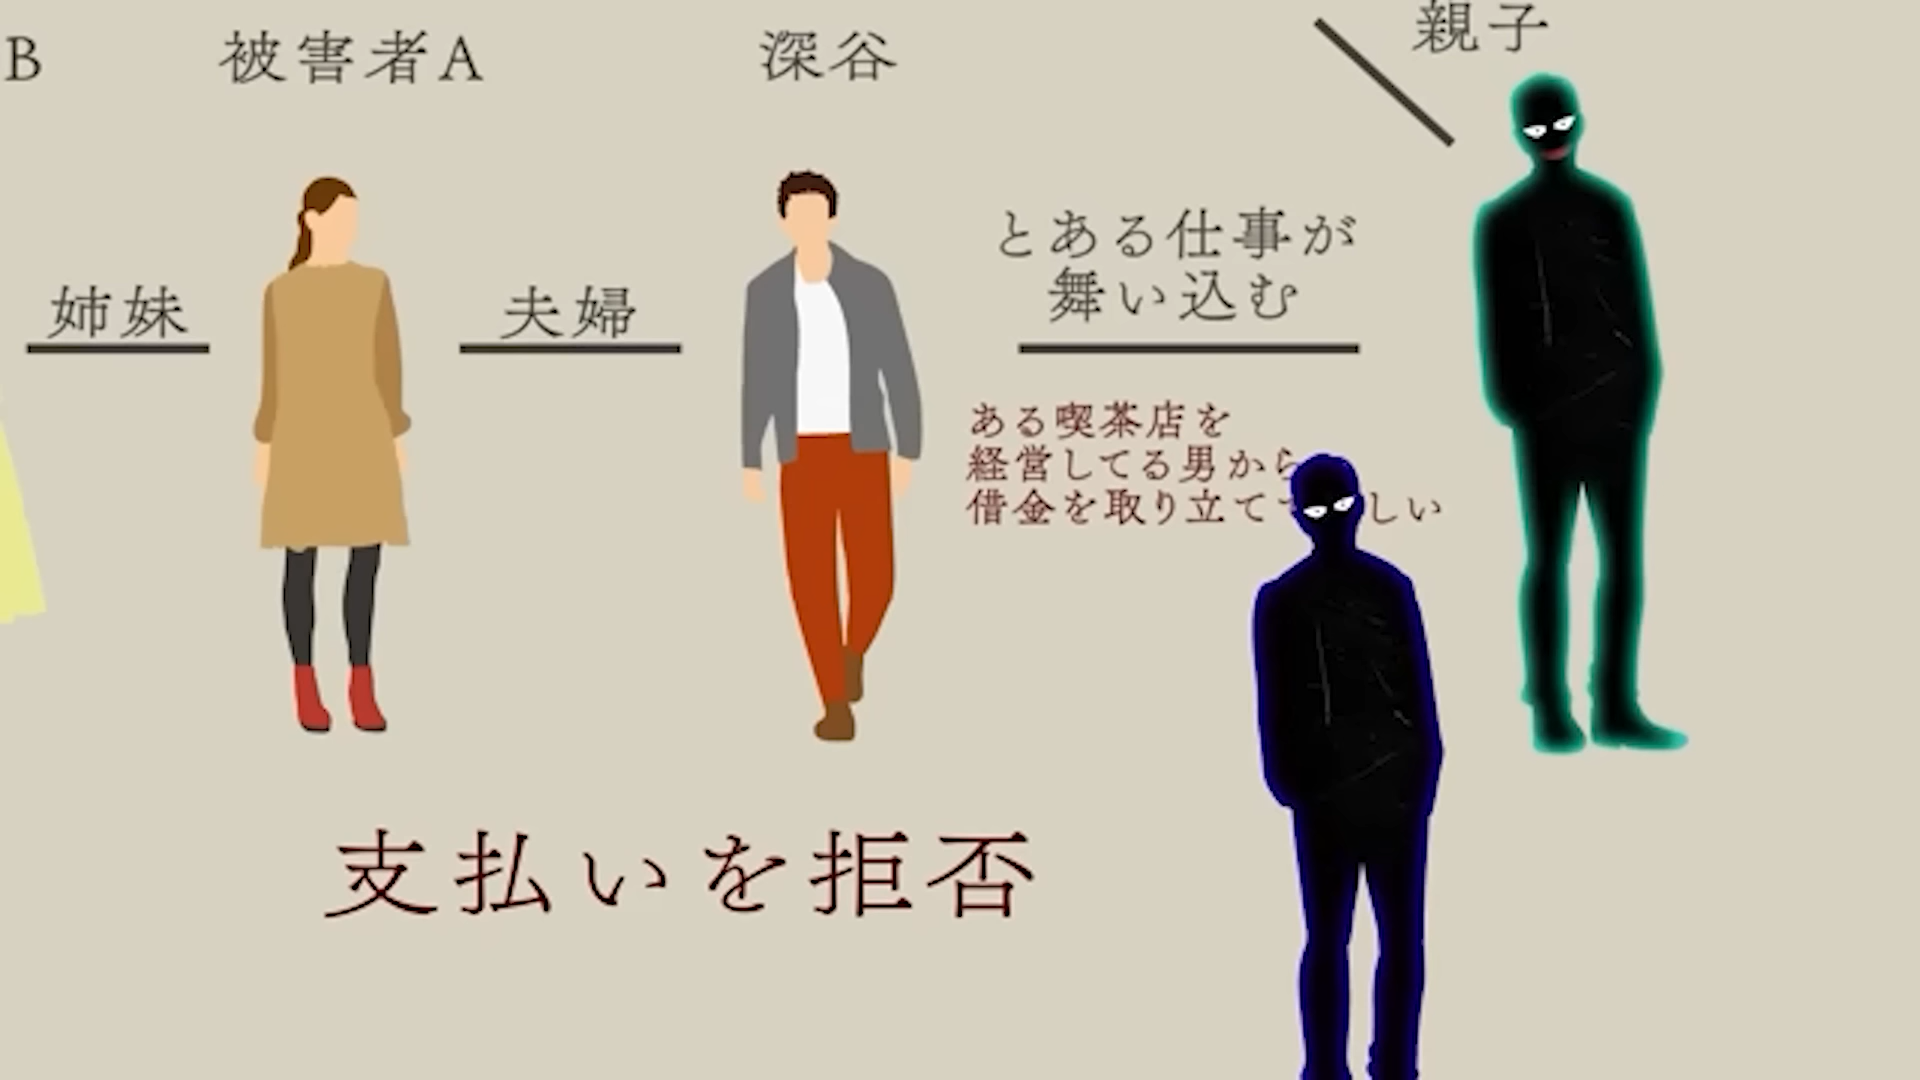 B
被害者A
深谷
親子
姉妹
夫婦
とある仕事が
舞い込む
ある喫茶店を
経営してる男から
借金を取り立てて しい
支払いを拒否